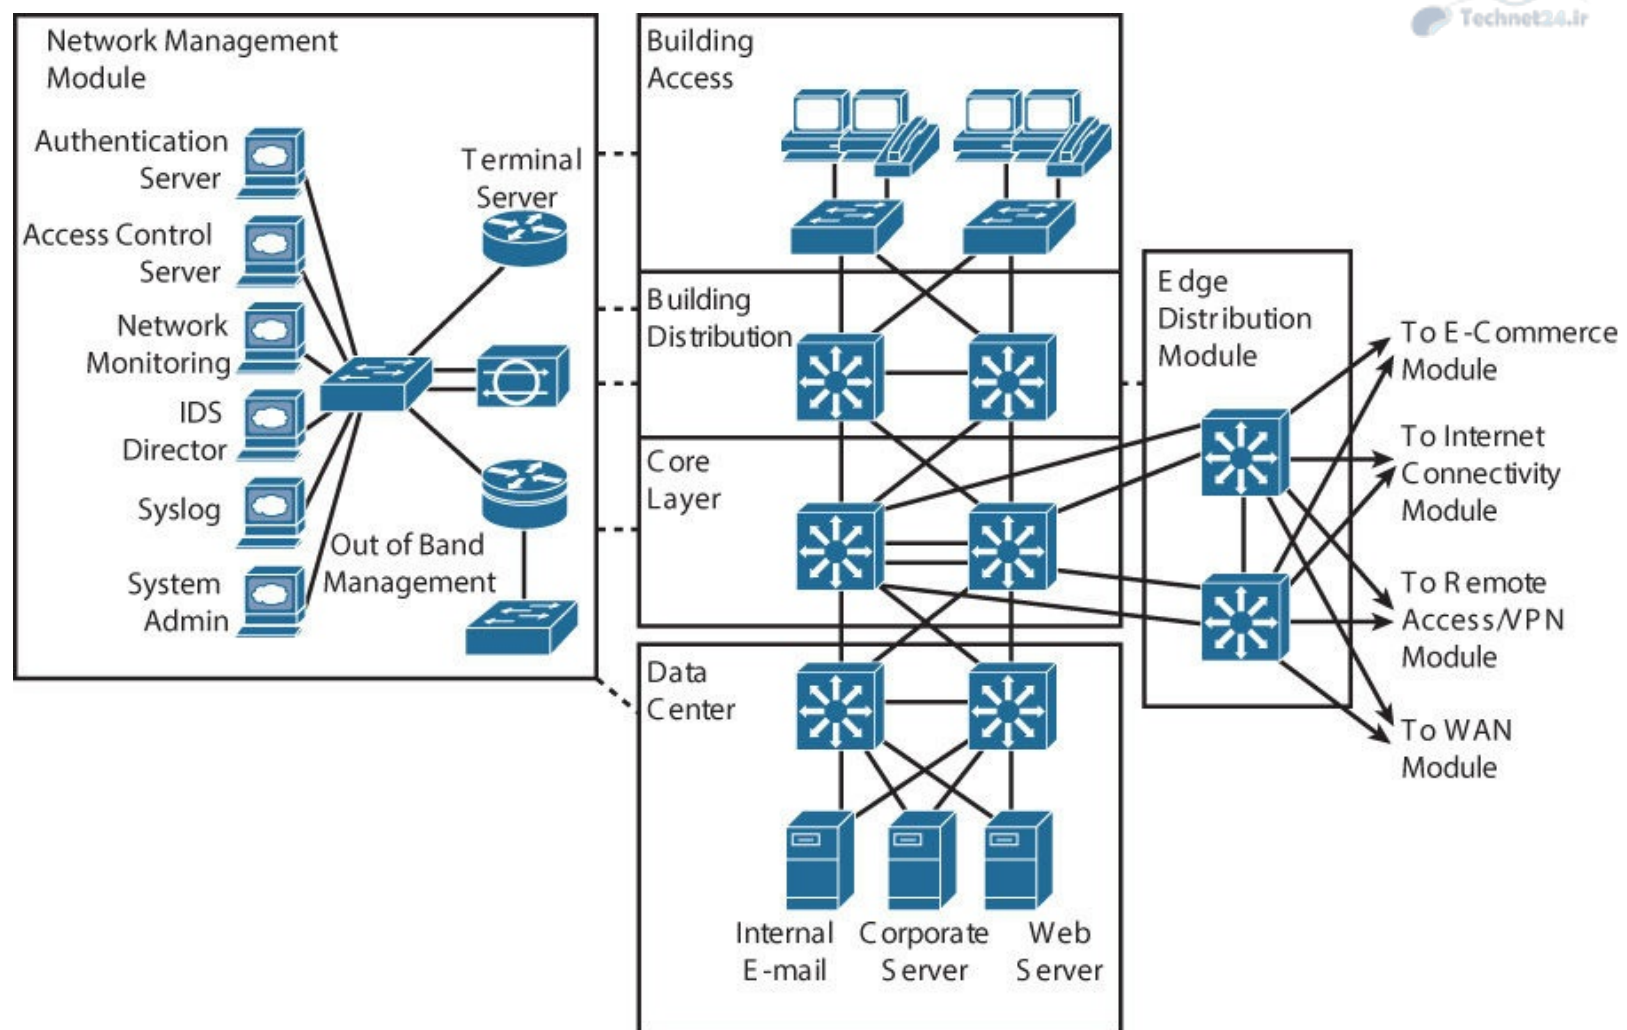 Technet24.ir
Network Management
Module
Authentication
Server
Access Control
Server
Network
Monitoring
IDS
Director
Syslog
System
Admin
Terminal
Server
Out of Band
Management
Building
Access
Building
Distribution
Core
Layer
Data
Center
Internal
E-mail
Corporate
Server
Web
Server
Edge
Distribution
Module
To E-Commerce
Module
To Internet
Connectivity
Module
To Remote
Access/VPN
Module
To WAN
Module